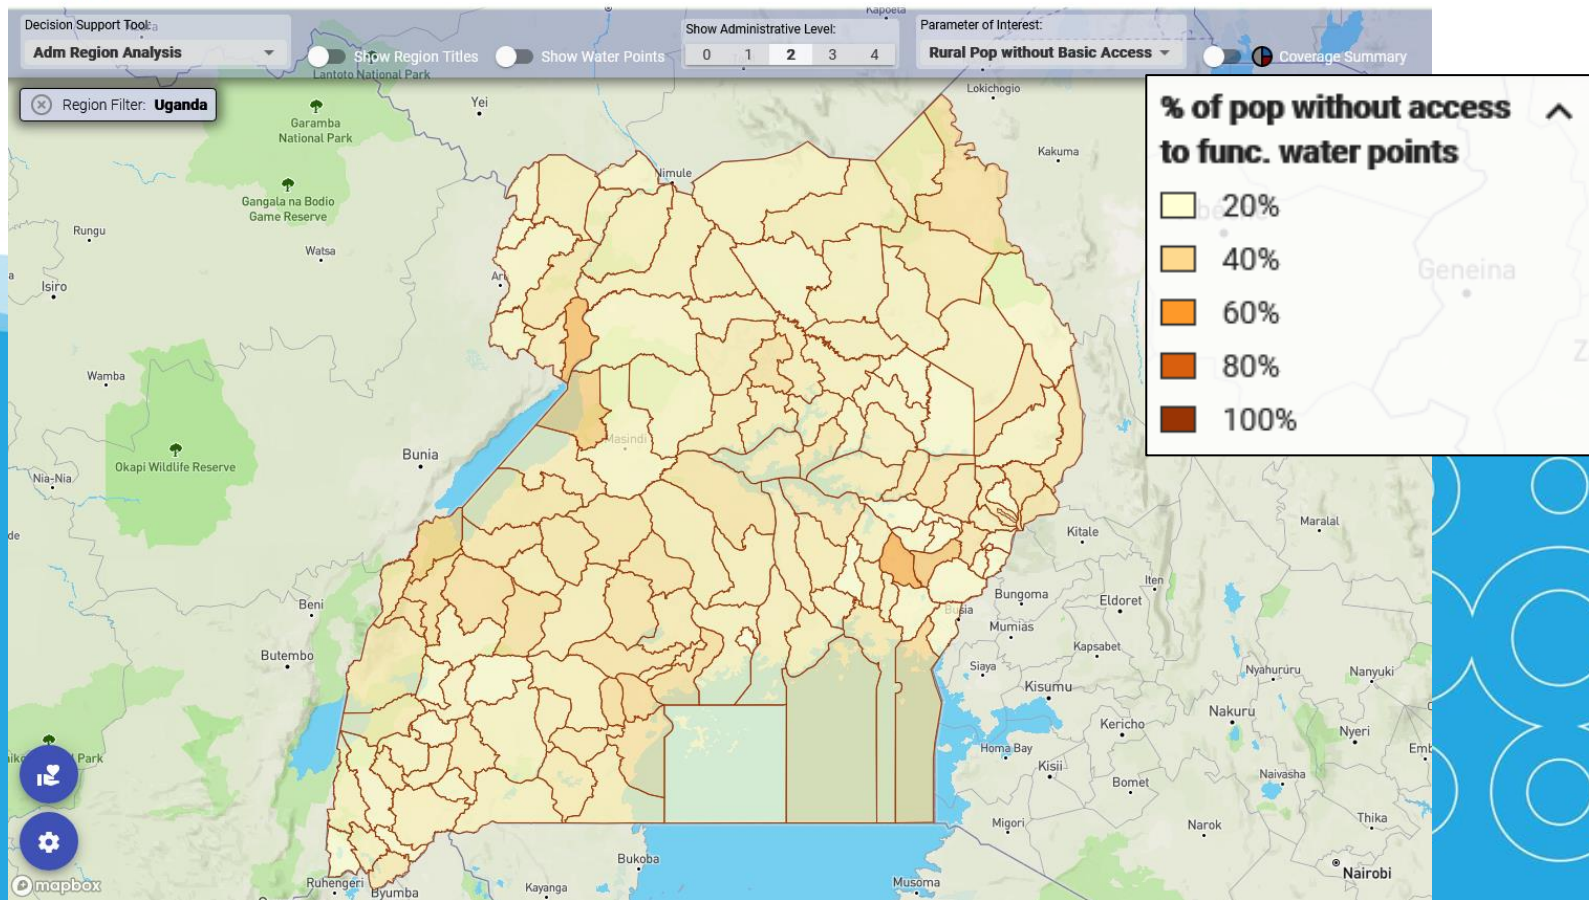 Decision Support Tool:
Adm Region Analysis
Show Region Titles
Show Water Points
Show Administrative Level:
0 1 2 3 4
Parameter of Interest:
Rural Pop without Basic Access
Coverage Summary
Region Filter: Uganda
% of pop without access
to func. water points
20%
40%
60%
80%
100%
Geneina
Kapoeta
Lantoto National Park
Lokichogio
Yei
Garamba
National Park
Kakuma
Nimule
Gangala na Bodio
Game Reserve
Rungu
Watsa
Isiro
Wamba
Masindi
Bunia
Okapi Wildlife Reserve
Nia-Nia
Maralal
Kitale
Iten
Bungoma
Eldoret
Beni
Busia
Mumias
Butembo
Kapsabet
Siaya
Nyahururu
Nanyuki
Kisumu
Nakuru
Kericho
Nyeri
Homa Bay
Park
Kisii
Naivasha
Bomet
Migori
Thika
Narok
Bukoba
Nairobi
Ruhengeri
Byumba
Kayanga
Musoma
mapbox